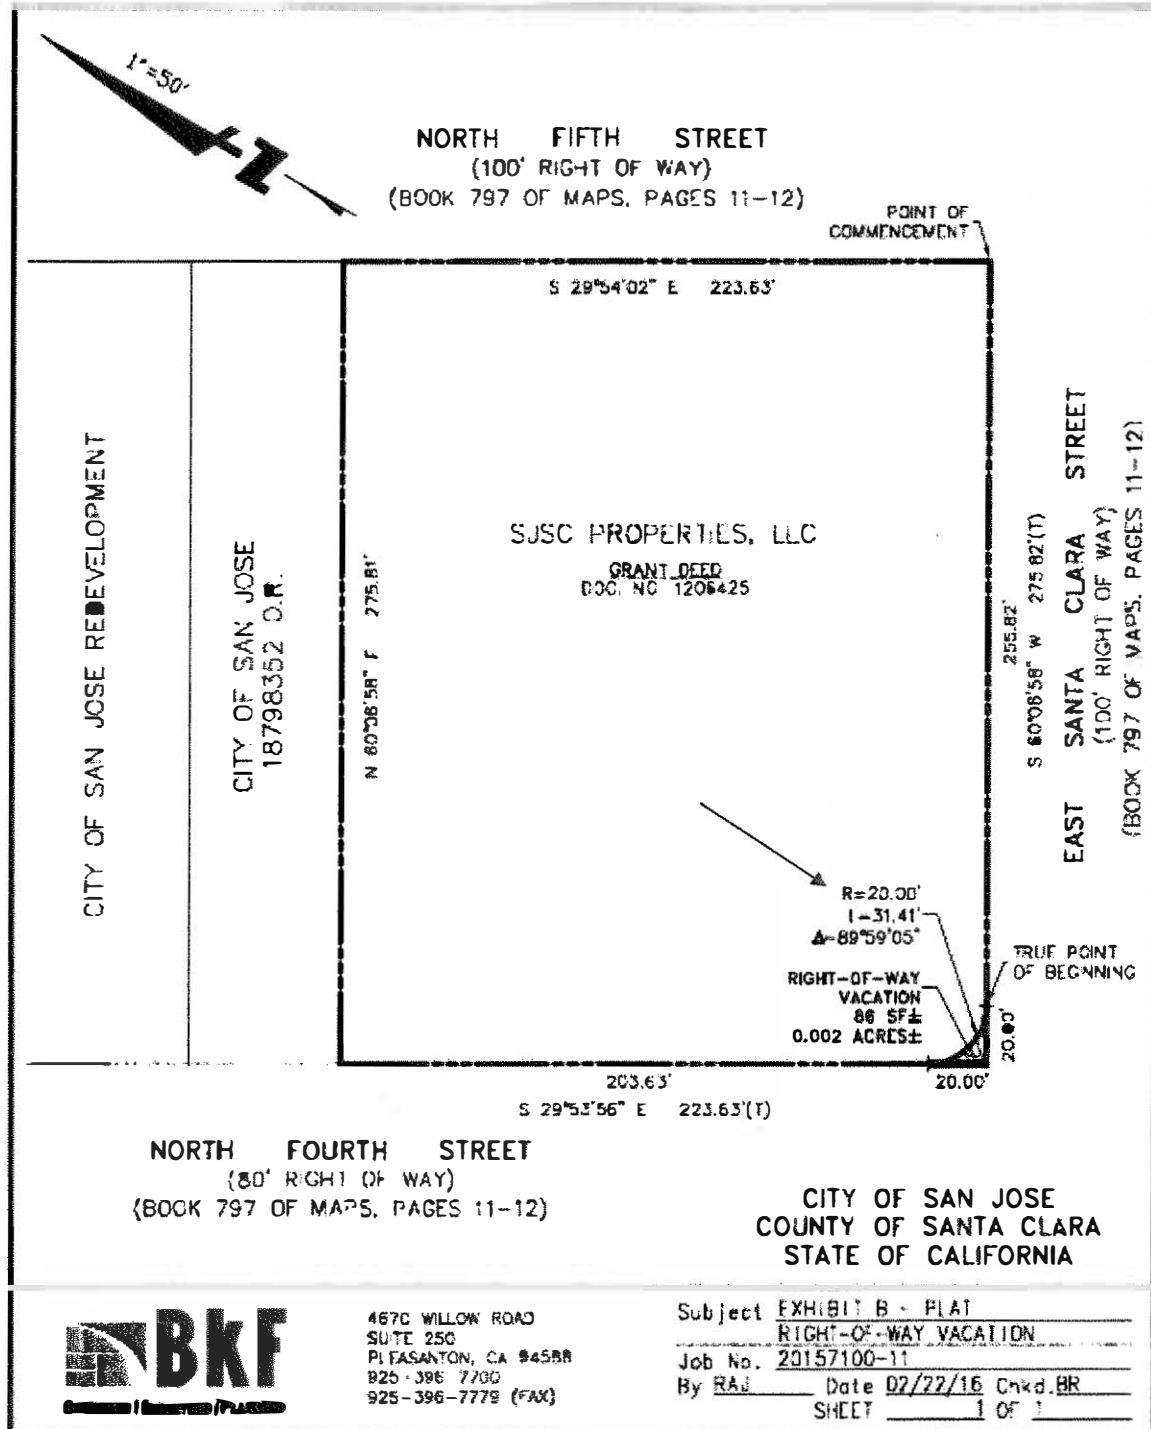 1"=50'
NORTH FIFTH STREET
(100' RIGHT OF WAY)
(BOOK 797 OF MAPS, PAGES 11-12)
POINT OF
COMMENCEMENT
S 29°54'02" E 223.63'
CITY OF SAN JOSE REDEVELOPMENT
CITY OF SAN JOSE
18798352 O.R.
N 60°06'58" E 275.81'
SJSC PROPERTIES, LLC
GRANT DEED
DOC. NO 1206425
255.82'
S 60°06'58" W 275.82'(T)
EAST SANTA CLARA STREET
(100' RIGHT OF WAY)
(BOOK 797 OF MAPS, PAGES 11-12)
R=20.00'
L=31.41'
Δ=89°59'05"
TRUE POINT
OF BEGINNING
RIGHT-OF-WAY
VACATION
86 SF±
0.002 ACRES±
20.00'
203.63'
20.00'
S 29°53'56" E 223.63'(T)
NORTH FOURTH STREET
(80' RIGHT OF WAY)
(BOOK 797 OF MAPS, PAGES 11-12)
CITY OF SAN JOSE
COUNTY OF SANTA CLARA
STATE OF CALIFORNIA
BKF
4670 WILLOW ROAD
SUITE 250
PLEASANTON, CA 94588
925-396-7700
925-396-7779 (FAX)
Subject EXHIBIT B - PLAT
RIGHT-OF-WAY VACATION
Job No. 20157100-11
By RAJ Date 02/22/16 Chkd.BR
SHEET 1 OF 1